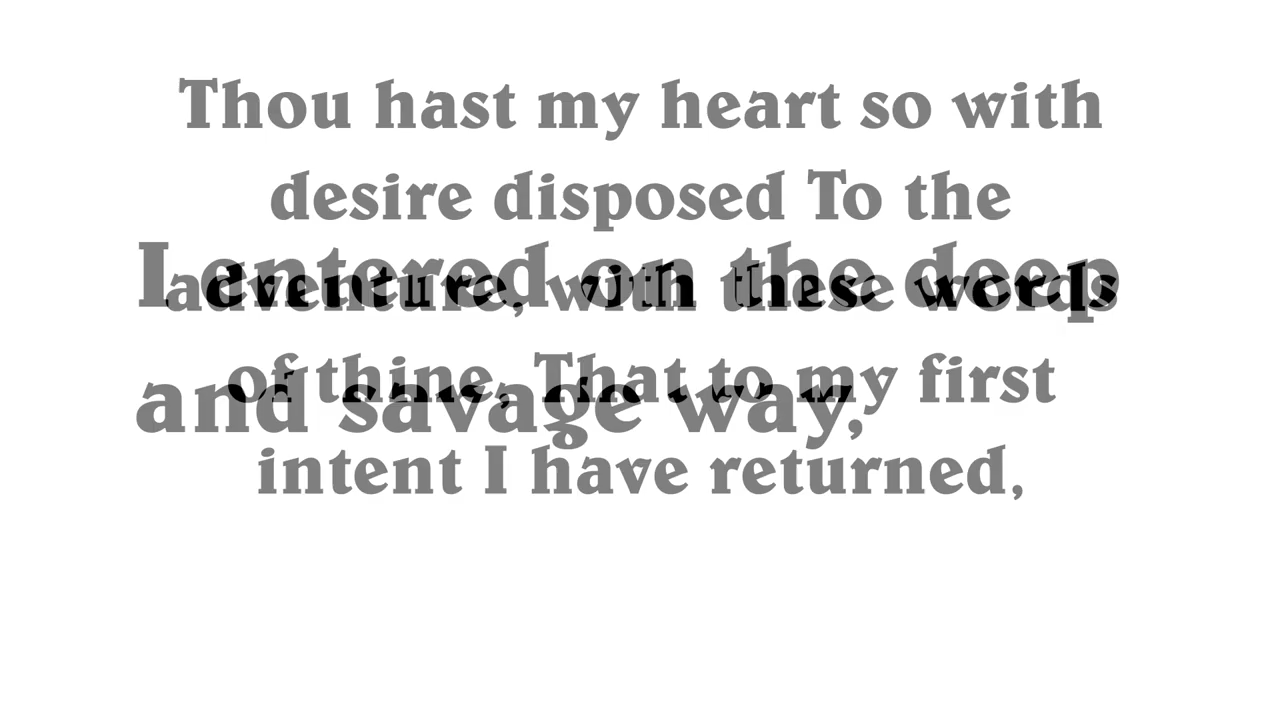 Thou hast my heart so with
desire disposed To the
adventure, with these words
of thine, That to my first
intent I have returned,
I entered on the deep
and savage way,